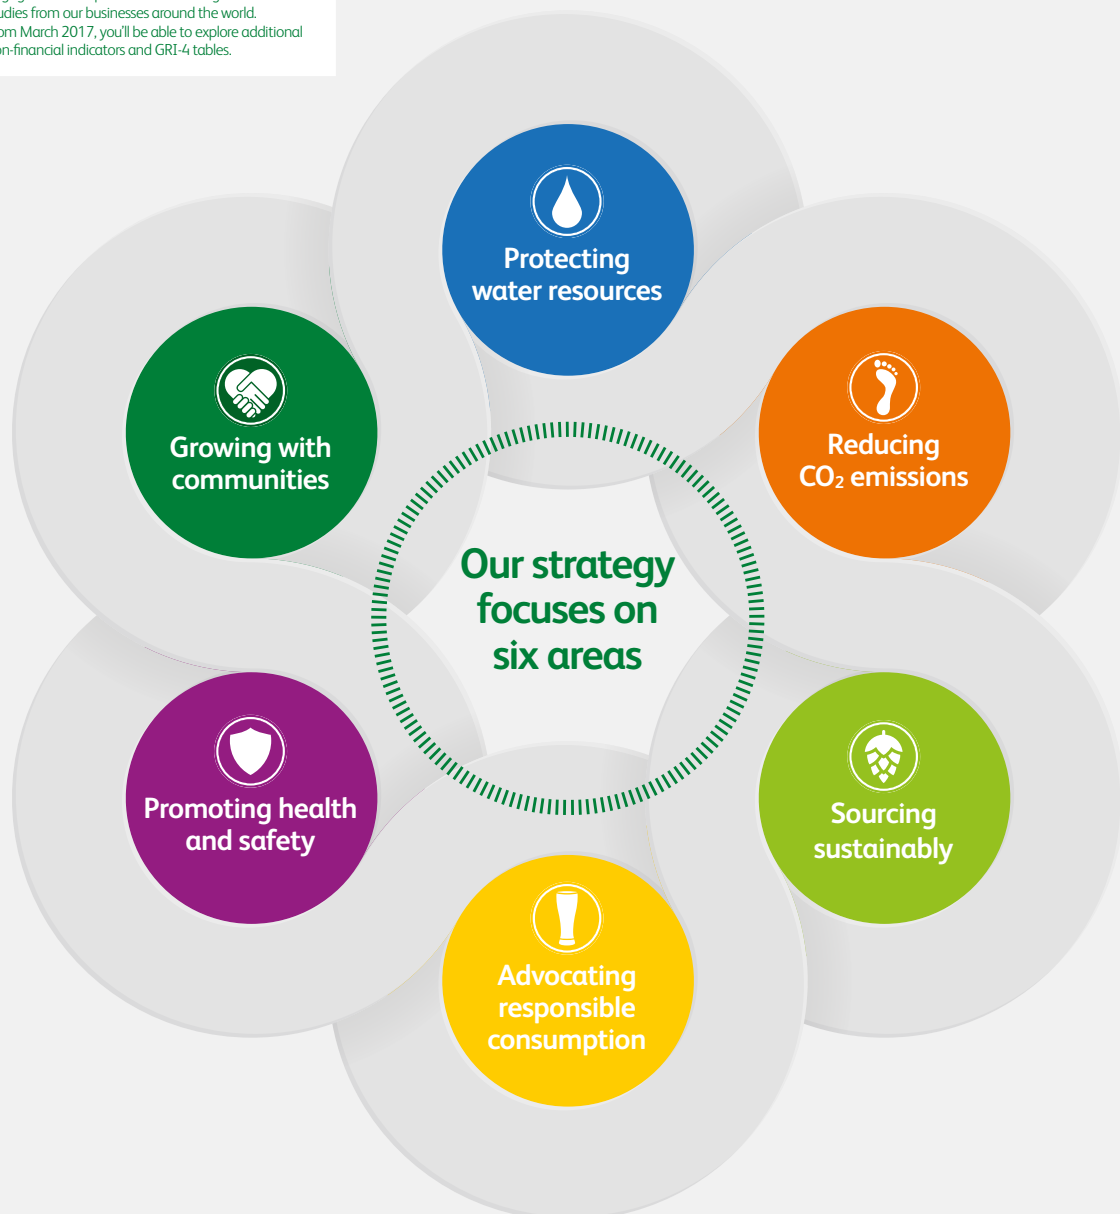 udies from our businesses around the world.
om March 2017, you'll be able to explore additional
on-financial indicators and GRI-4 tables.
Protecting
water resources
Growing with
communities
Reducing
CO₂ emissions
Our strategy
focuses on
six areas
Promoting health
and safety
Sourcing
sustainably
Advocating
responsible
consumption